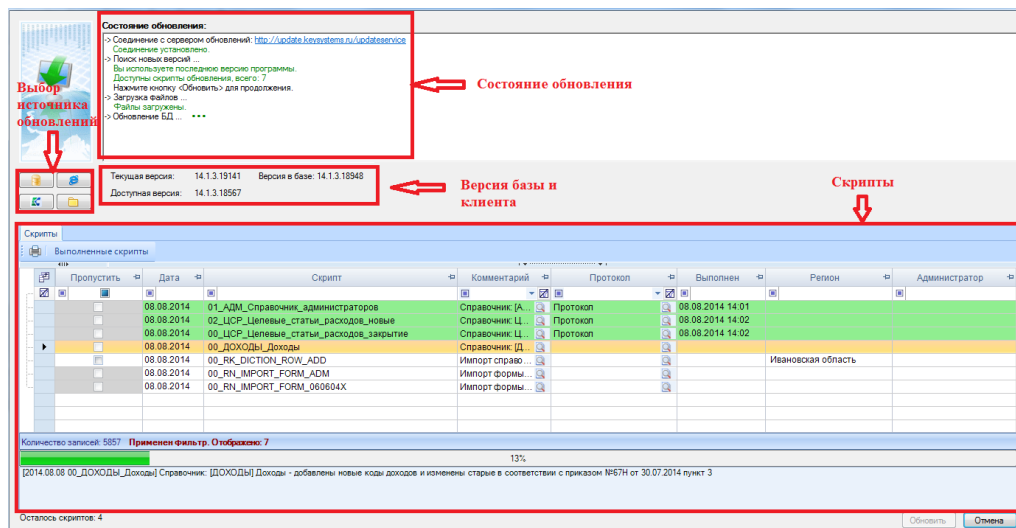 Состояние обновления:
-> Соединение с сервером обновлений: http://update.keysystems.ru/updateservice
Соединение установлено.
-> Поиск новых версий ...
Вы используете последнюю версию программы.
Доступны скрипты обновления, всего: 7
Нажмите кнопку <Обновить> для продолжения.
-> Загрузка файлов ...
Файлы загружены.
-> Обновление БД ...
Состояние обновления
Выбор
источника
обновлений
Текущая версия: 14.1.3.19141 Версия в базе: 14.1.3.18948
Доступная версия: 14.1.3.18567
Версия базы и
клиента
Скрипты
Скрипты
Выполненные скрипты
Пропустить Дата Скрипт Комментарий Протокол Выполнен Регион Администратор
08.08.2014 01_АДМ_Справочник_администраторов Справочник: [А... Протокол 08.08.2014 14:01
08.08.2014 02_ЦСР_Целевые_статьи_расходов_новые Справочник: Ц... Протокол 08.08.2014 14:02
08.08.2014 00_ЦСР_Целевые_статьи_расходов_закрытие Справочник: Ц... Протокол 08.08.2014 14:02
08.08.2014 00_ДОХОДЫ_Доходы Справочник: [Д...
08.08.2014 00_RK_DICTION_ROW_ADD Импорт справо... Ивановская область
08.08.2014 00_RN_IMPORT_FORM_ADM Импорт формы...
08.08.2014 00_RN_IMPORT_FORM_060604X Импорт формы...
Количество записей: 5857 Применен фильтр. Отображено: 7
13%
[2014.08.08 00_ДОХОДЫ_Доходы] Справочник: [ДОХОДЫ] Доходы - добавлены новые коды доходов и изменены старые в соответствии с приказом №67Н от 30.07.2014 пункт 3
Осталось скриптов: 4
Обновить Отмена